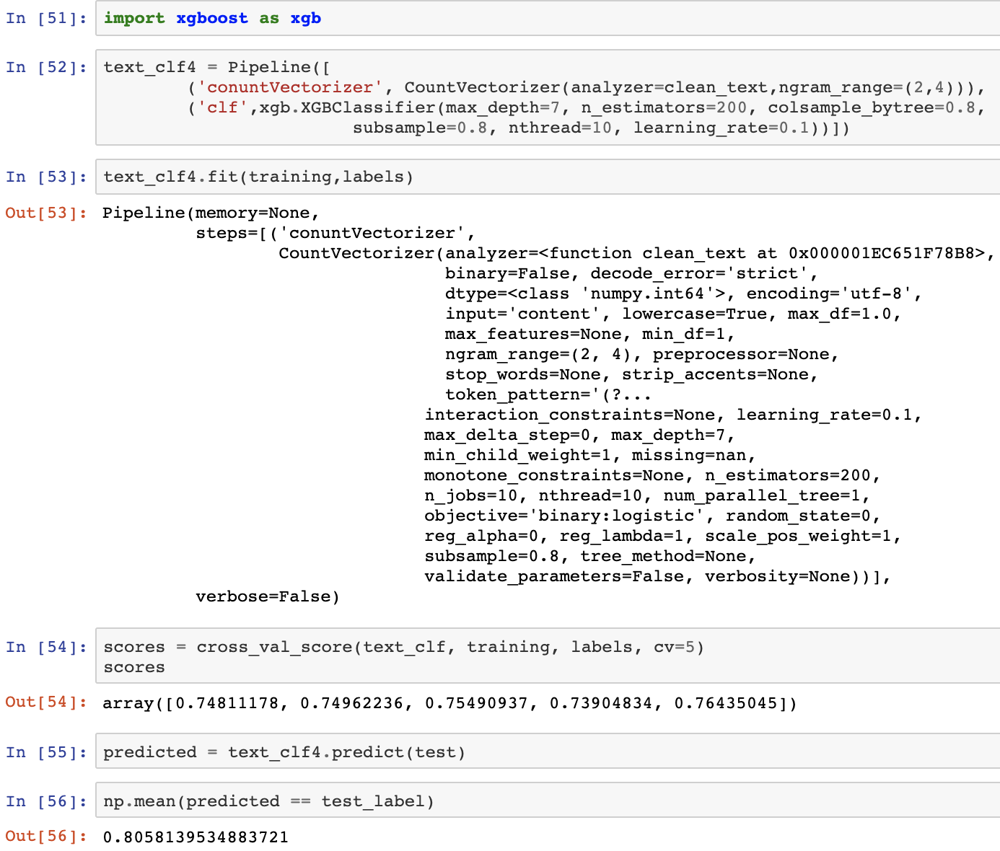 In [51]: import xgboost as xgb
In [52]: text_clf4 = Pipeline([
('conuntVectorizer', CountVectorizer(analyzer=clean_text,ngram_range=(2,4))),
('clf',xgb.XGBClassifier(max_depth=7, n_estimators=200, colsample_bytree=0.8,
subsample=0.8, nthread=10, learning_rate=0.1))])
In [53]: text_clf4.fit(training,labels)
Out[53]: Pipeline(memory=None,
steps=[('conuntVectorizer',
CountVectorizer(analyzer=<function clean_text at 0x000001EC651F78B8>,
binary=False, decode_error='strict',
dtype=<class 'numpy.int64'>, encoding='utf-8',
input='content', lowercase=True, max_df=1.0,
max_features=None, min_df=1,
ngram_range=(2, 4), preprocessor=None,
stop_words=None, strip_accents=None,
token_pattern='(?...
interaction_constraints=None, learning_rate=0.1,
max_delta_step=0, max_depth=7,
min_child_weight=1, missing=nan,
monotone_constraints=None, n_estimators=200,
n_jobs=10, nthread=10, num_parallel_tree=1,
objective='binary:logistic', random_state=0,
reg_alpha=0, reg_lambda=1, scale_pos_weight=1,
subsample=0.8, tree_method=None,
validate_parameters=False, verbosity=None))],
verbose=False)
In [54]: scores = cross_val_score(text_clf, training, labels, cv=5)
scores
Out[54]: array([0.74811178, 0.74962236, 0.75490937, 0.73904834, 0.76435045])
In [55]: predicted = text_clf4.predict(test)
In [56]: np.mean(predicted == test_label)
Out[56]: 0.8058139534883721